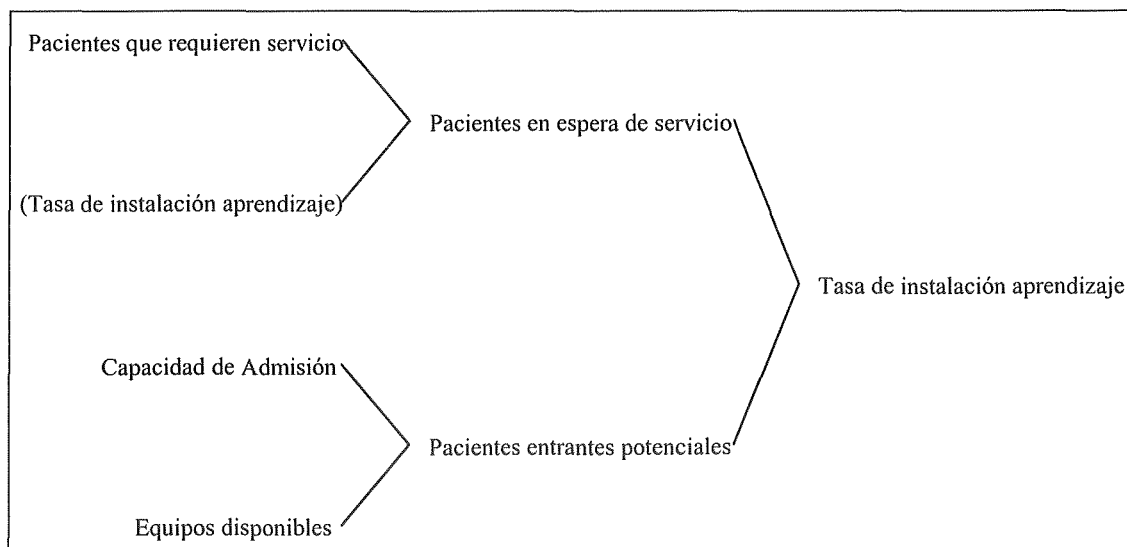 Pacientes que requieren servicio
Pacientes en espera de servicio
(Tasa de instalación aprendizaje)
Tasa de instalación aprendizaje
Capacidad de Admisión
Pacientes entrantes potenciales
Equipos disponibles